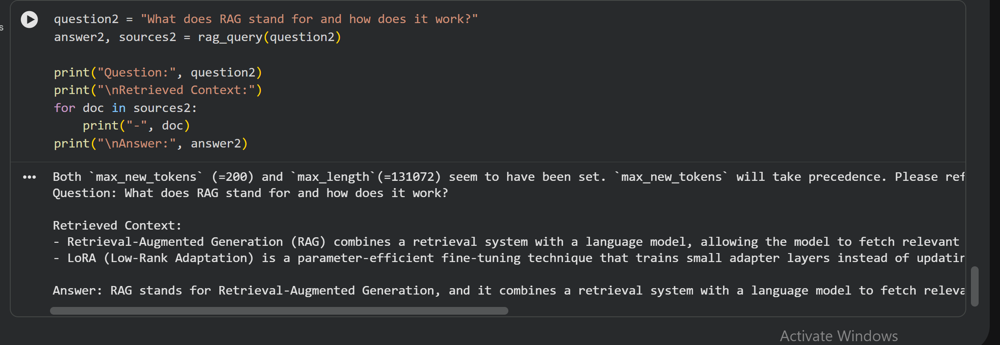 s
question2 = "What does RAG stand for and how does it work?"
answer2, sources2 = rag_query(question2)
print("Question:", question2)
print("\nRetrieved Context:")
for doc in sources2:
    print("-", doc)
print("\nAnswer:", answer2)
Both `max_new_tokens` (=200) and `max_length`(=131072) seem to have been set. `max_new_tokens` will take precedence. Please ref
Question: What does RAG stand for and how does it work?
Retrieved Context:
- Retrieval-Augmented Generation (RAG) combines a retrieval system with a language model, allowing the model to fetch relevant
- LoRA (Low-Rank Adaptation) is a parameter-efficient fine-tuning technique that trains small adapter layers instead of updatin
Answer: RAG stands for Retrieval-Augmented Generation, and it combines a retrieval system with a language model to fetch releva
Activate Windows